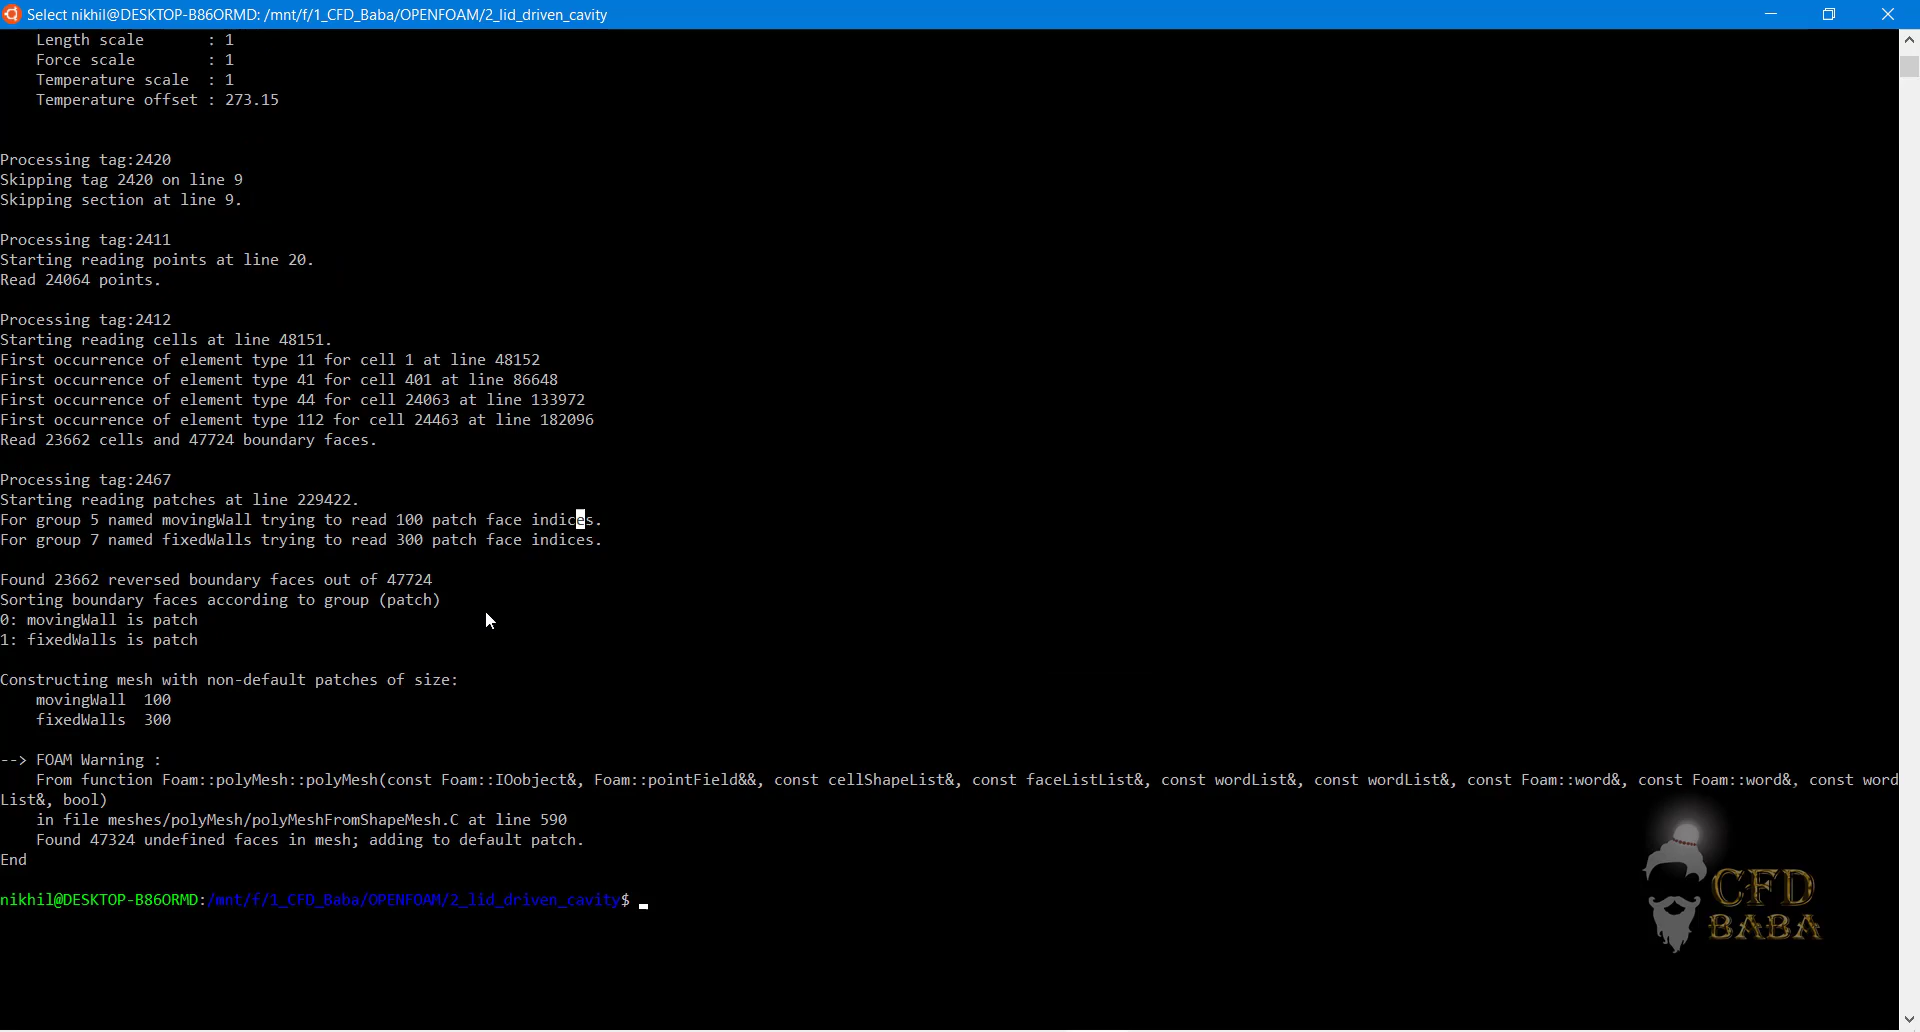 Select nikhil@DESKTOP-B86ORMD: /mnt/f/1_CFD_Baba/OPENFOAM/2_lid_driven_cavity
Length scale : 1
Force scale : 1
Temperature scale : 1
Temperature offset : 273.15
Processing tag:2420
Skipping tag 2420 on line 9
Skipping section at line 9.
Processing tag:2411
Starting reading points at line 20.
Read 24064 points.
Processing tag:2412
Starting reading cells at line 48151.
First occurrence of element type 11 for cell 1 at line 48152
First occurrence of element type 41 for cell 401 at line 86648
First occurrence of element type 44 for cell 24063 at line 133972
First occurrence of element type 112 for cell 24463 at line 182096
Read 23662 cells and 47724 boundary faces.
Processing tag:2467
Starting reading patches at line 229422.
For group 5 named movingWall trying to read 100 patch face indices.
For group 7 named fixedWalls trying to read 300 patch face indices.
Found 23662 reversed boundary faces out of 47724
Sorting boundary faces according to group (patch)
0: movingWall is patch
1: fixedWalls is patch
Constructing mesh with non-default patches of size:
movingWall 100
fixedWalls 300
--> FOAM Warning :
From function Foam::polyMesh::polyMesh(const Foam::IOobject&, Foam::pointField&&, const cellShapeList&, const faceListList&, const wordList&, const wordList&, const Foam::word&, const Foam::word&, const word
List&, bool)
in file meshes/polyMesh/polyMeshFromShapeMesh.C at line 590
Found 47324 undefined faces in mesh; adding to default patch.
End
nikhil@DESKTOP-B86ORMD:/mnt/f/1_CFD_Baba/OPENFOAM/2_lid_driven_cavity$
CFD
BABA